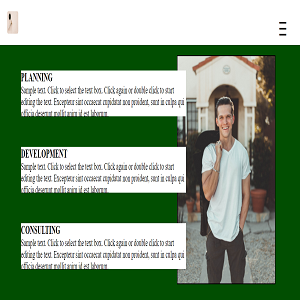 PLANNING
Sample text. Click to select the text box. Click again or double click to start
editing the text. Excepteur sint occaecat cupidatat non proident, sunt in culpa qui
officia deserunt mollit anim id est laborum.
DEVELOPMENT
Sample text. Click to select the text box. Click again or double click to start
editing the text. Excepteur sint occaecat cupidatat non proident, sunt in culpa qui
officia deserunt mollit anim id est laborum.
CONSULTING
Sample text. Click to select the text box. Click again or double click to start
editing the text. Excepteur sint occaecat cupidatat non proident, sunt in culpa qui
officia deserunt mollit anim id est laborum.